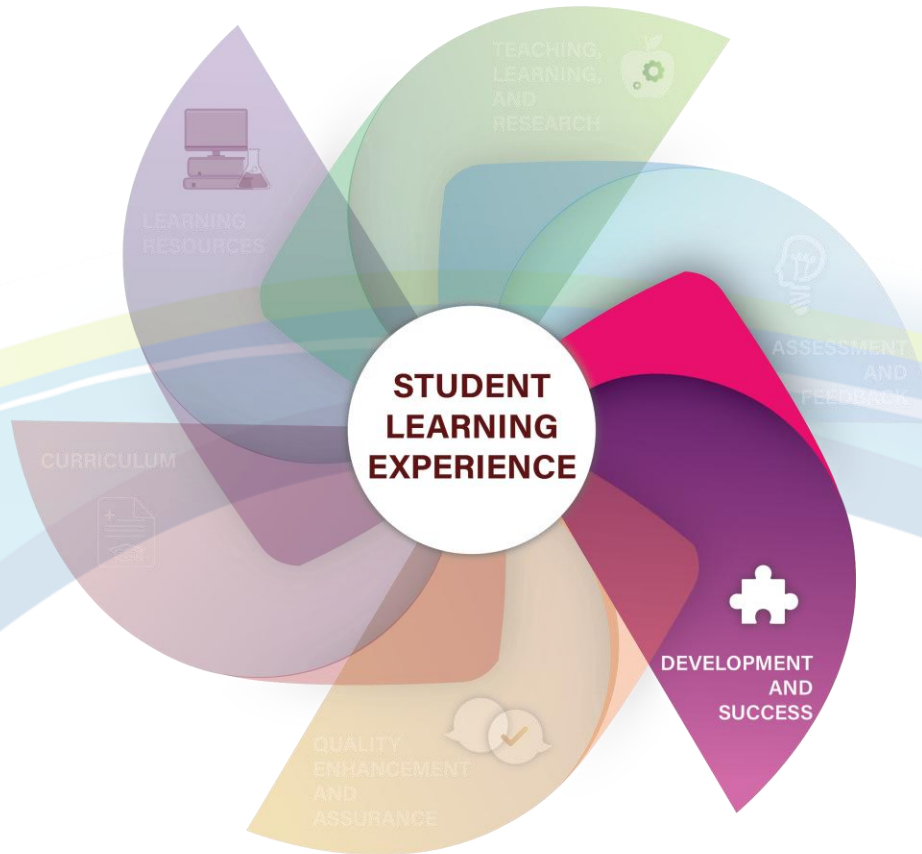 TEACHING,
LEARNING,
AND
RESEARCH
LEARNING
RESOURCES
ASSESSMENT
AND
FEEDBACK
STUDENT
LEARNING
EXPERIENCE
CURRICULUM
DEVELOPMENT
AND
SUCCESS
QUALITY
ENHANCEMENT
AND
ASSURANCE